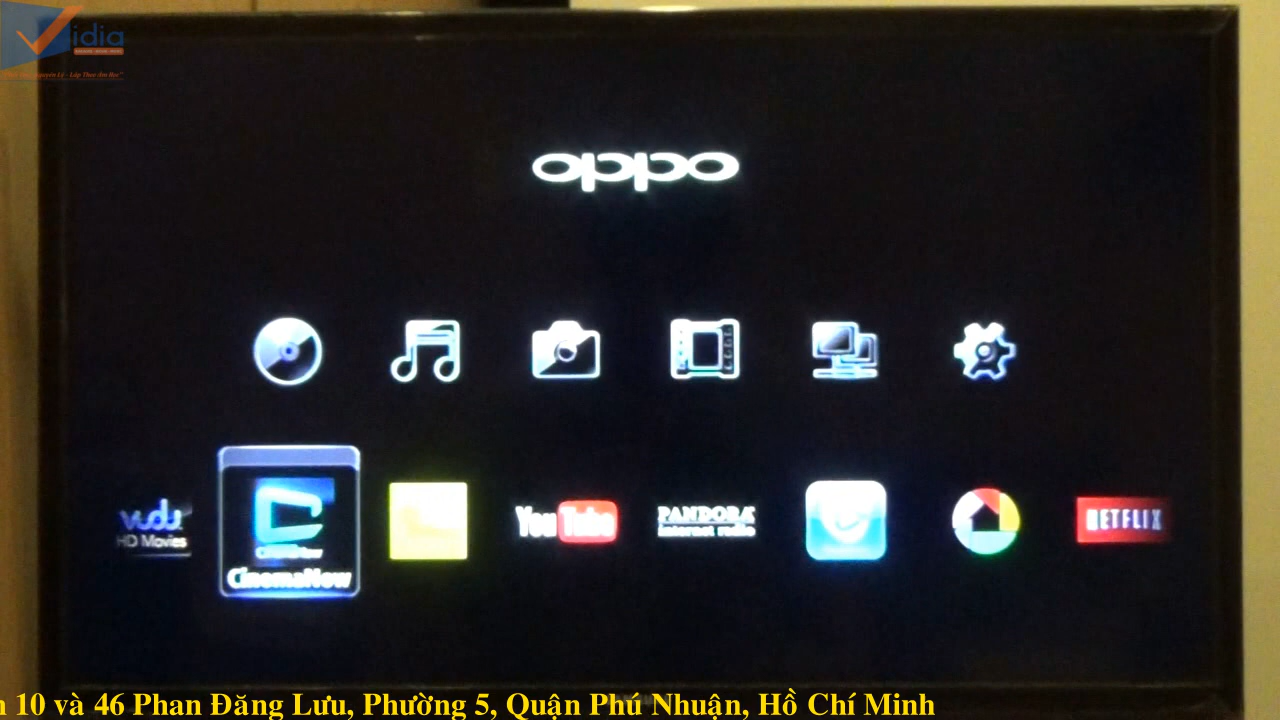 Vidia
oppo
vudu
HD Movies
CinemaNow
CinemaNow
YouTube
PANDORA
internet radio
NETFLIX
10 và 46 Phan Đăng Lưu, Phường 5, Quận Phú Nhuận, Hồ Chí Minh